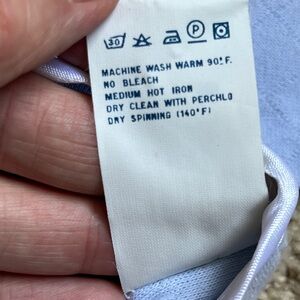 30 P
MACHINE WASH WARM 90°F.
NO BLEACH
MEDIUM HOT IRON
DRY CLEAN WITH PERCHLO
DRY SPINNING (140°F)